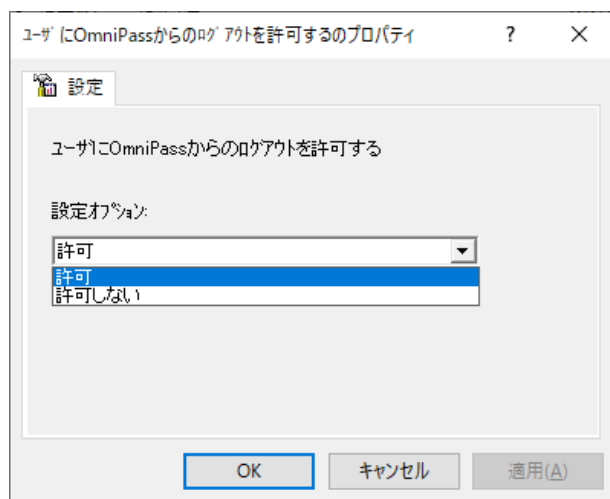 ﾕｰｻﾞにOmniPassからのﾛｸﾞｱｳﾄを許可するのプロパティ ?
設定
ﾕｰｻﾞにOmniPassからのﾛｸﾞｱｳﾄを許可する
設定ｵﾌﾟｼｮﾝ:
許可
許可
許可しない
OK キャンセル 適用(A)